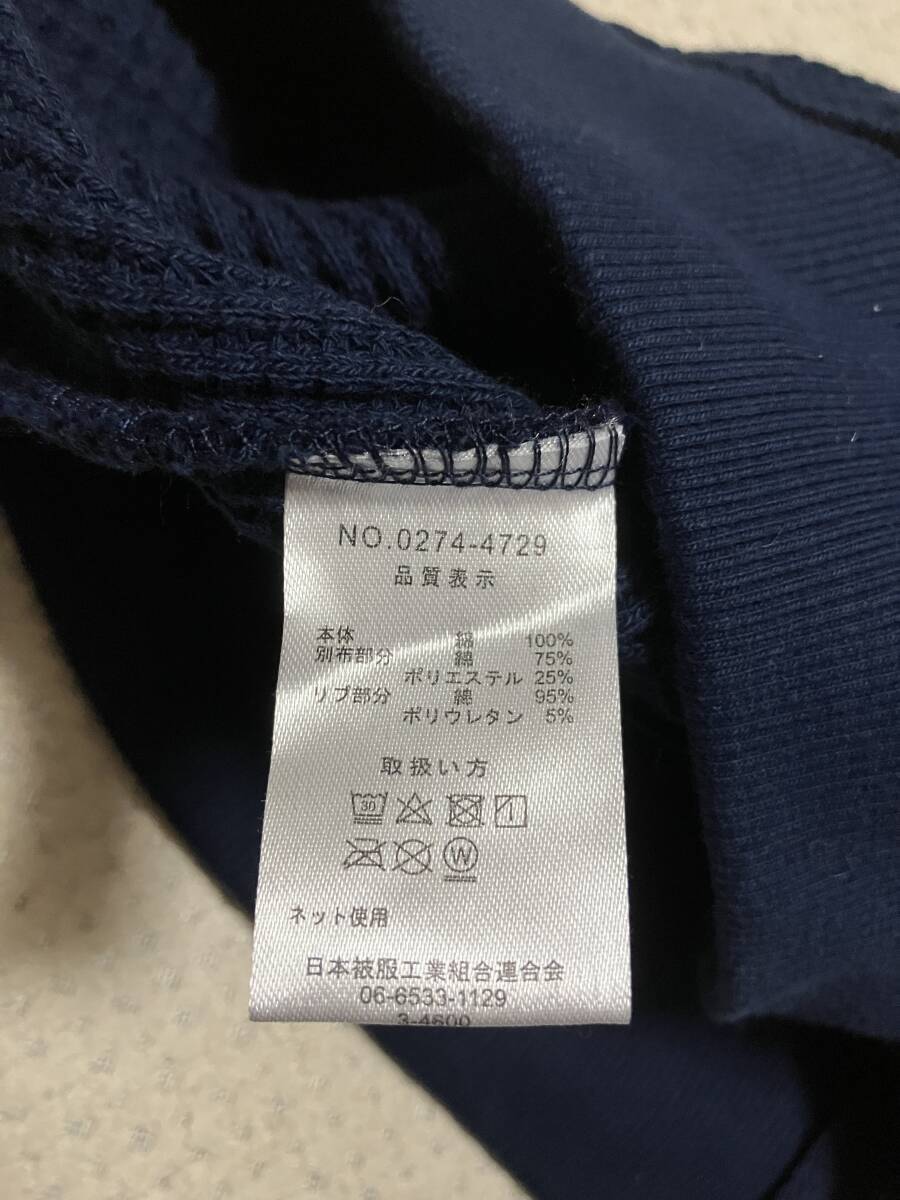 NO.0274-4729
品質表示
本体 綿 100%
別布部分 綿 75%
ポリエステル 25%
リブ部分 綿 95%
ポリウレタン 5%
取扱い方
30
W
ネット使用
日本被服工業組合連合会
06-6533-1129
3-4600